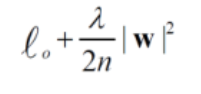 ℓ₀ + λ/2n |w|²